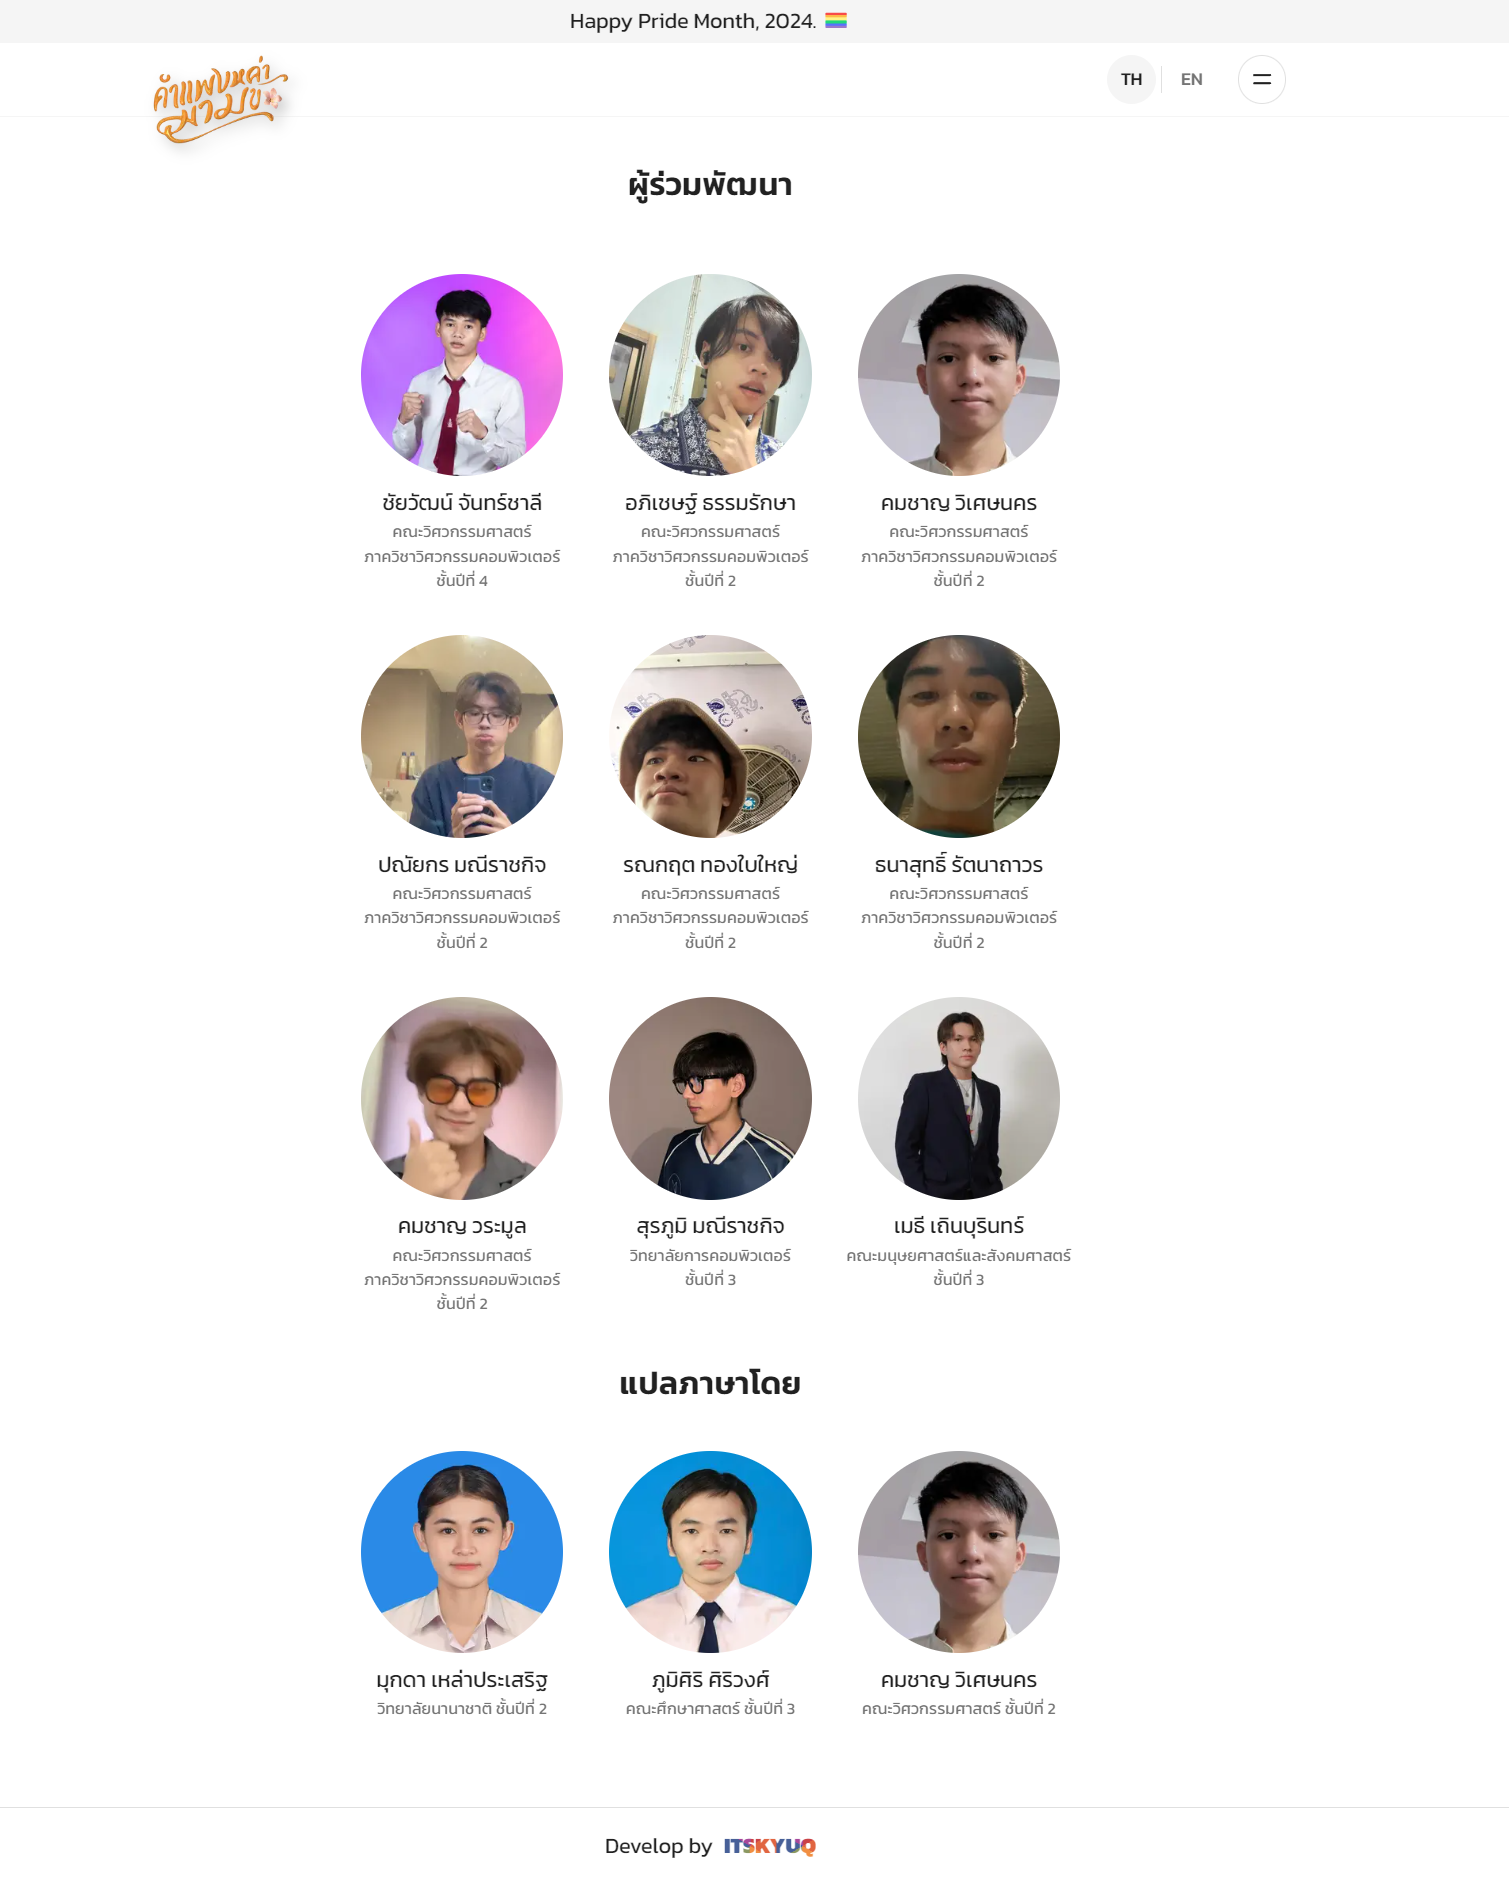 Happy Pride Month, 2024.
คำแพงเหล่า
มามข
TH
EN
ผู้ร่วมพัฒนา
ชัยวัฒน์ จันทร์ชาลี
คณะวิศวกรรมศาสตร์
ภาควิชาวิศวกรรมคอมพิวเตอร์
ชั้นปีที่ 4
อภิเชษฐ์ ธรรมรักษา
คณะวิศวกรรมศาสตร์
ภาควิชาวิศวกรรมคอมพิวเตอร์
ชั้นปีที่ 2
คมชาญ วิเศษนคร
คณะวิศวกรรมศาสตร์
ภาควิชาวิศวกรรมคอมพิวเตอร์
ชั้นปีที่ 2
ปณัยกร มณีราชกิจ
คณะวิศวกรรมศาสตร์
ภาควิชาวิศวกรรมคอมพิวเตอร์
ชั้นปีที่ 2
รณกฤต ทองใบใหญ่
คณะวิศวกรรมศาสตร์
ภาควิชาวิศวกรรมคอมพิวเตอร์
ชั้นปีที่ 2
ธนาสุทธิ์ รัตนาถาวร
คณะวิศวกรรมศาสตร์
ภาควิชาวิศวกรรมคอมพิวเตอร์
ชั้นปีที่ 2
คมชาญ วระมูล
คณะวิศวกรรมศาสตร์
ภาควิชาวิศวกรรมคอมพิวเตอร์
ชั้นปีที่ 2
สุรภูมิ มณีราชกิจ
วิทยาลัยการคอมพิวเตอร์
ชั้นปีที่ 3
เมธี เถินบุรินทร์
คณะมนุษยศาสตร์และสังคมศาสตร์
ชั้นปีที่ 3
แปลภาษาโดย
มุกดา เหล่าประเสริฐ
วิทยาลัยนานาชาติ ชั้นปีที่ 2
ภูมิศิริ ศิริวงศ์
คณะศึกษาศาสตร์ ชั้นปีที่ 3
คมชาญ วิเศษนคร
คณะวิศวกรรมศาสตร์ ชั้นปีที่ 2
Develop by ITSKYUQ